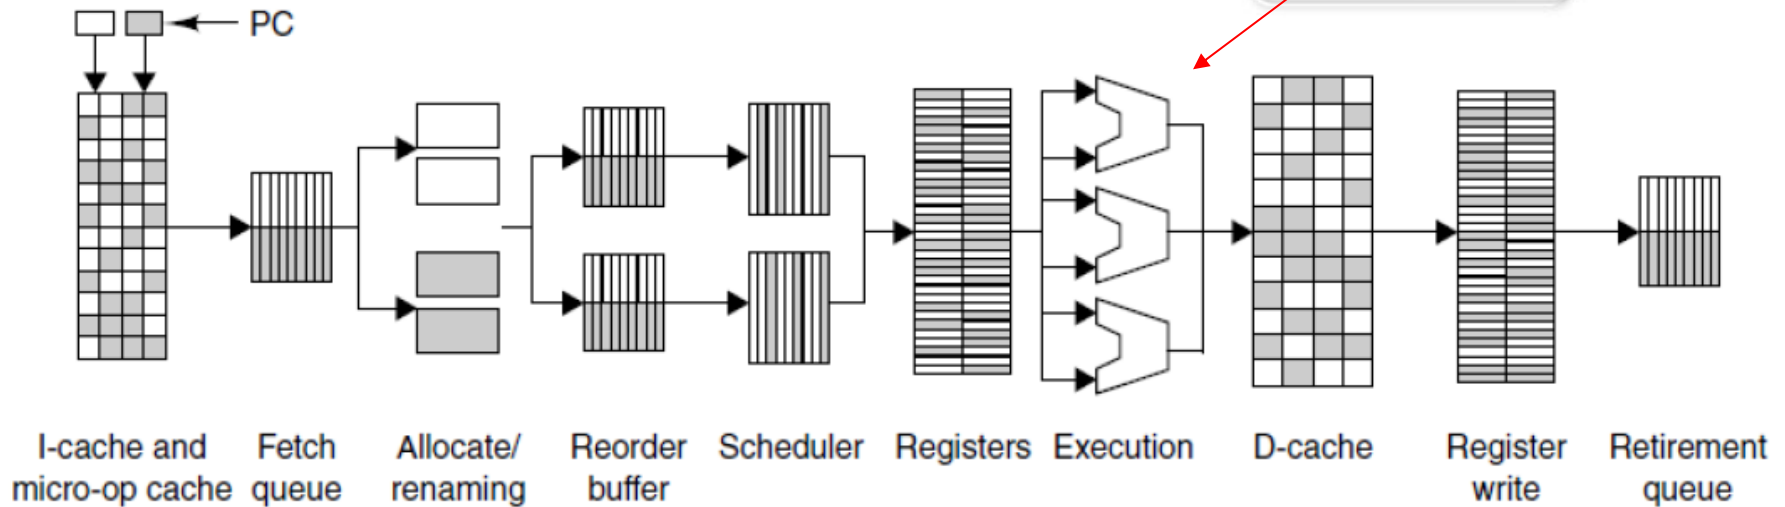 PC
I-cache and
micro-op cache
Fetch
queue
Allocate/
renaming
Reorder
buffer
Scheduler
Registers
Execution
D-cache
Register
write
Retirement
queue